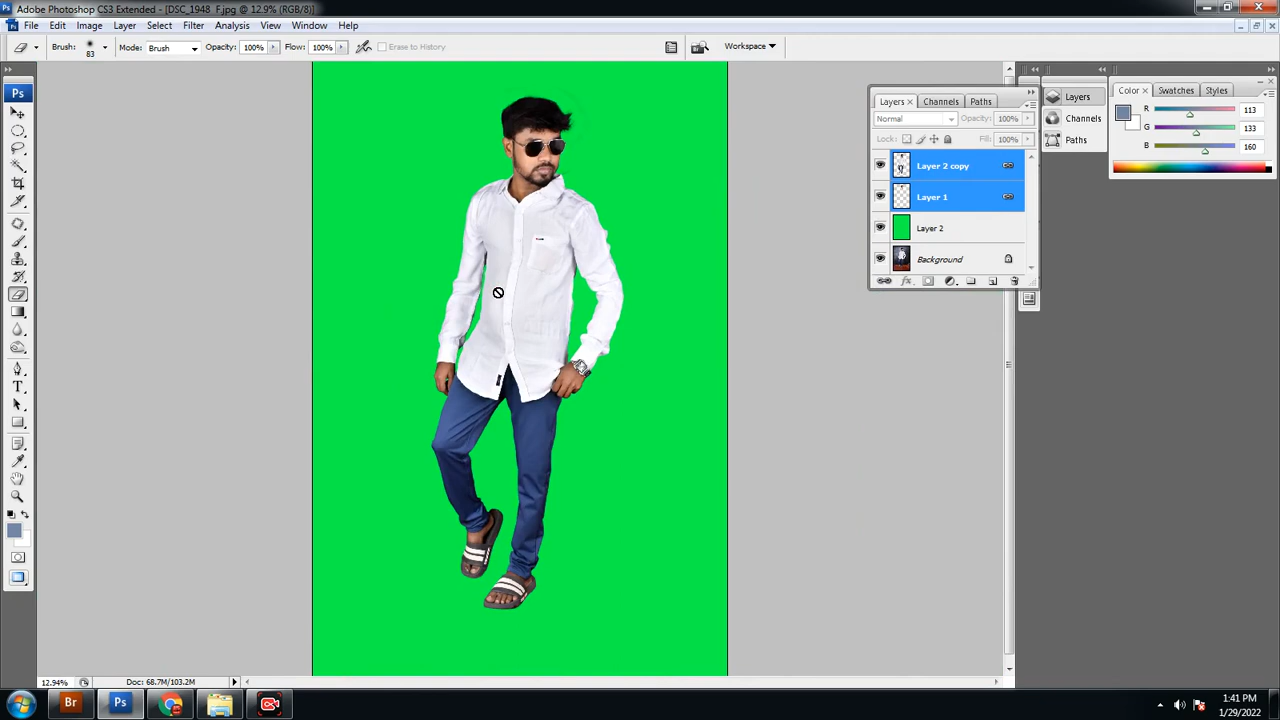 Adobe Photoshop CS3 Extended - [DSC_1948 F.jpg @ 12.9% (RGB/8)]
File Edit Image Layer Select Filter Analysis View Window Help
Brush: 83 Mode: Brush Opacity: 100% Flow: 100% Erase to History Workspace
Ps
Layers Channels Paths
Normal Opacity: 100%
Lock: Fill: 100%
Layer 2 copy
Layer 1
Layer 2
Background
Layers
Channels
Paths
Color Swatches Styles
R 113
G 133
B 160
T
12.94% Doc: 68.7M/103.2M
Br Ps
1:41 PM
1/29/2022